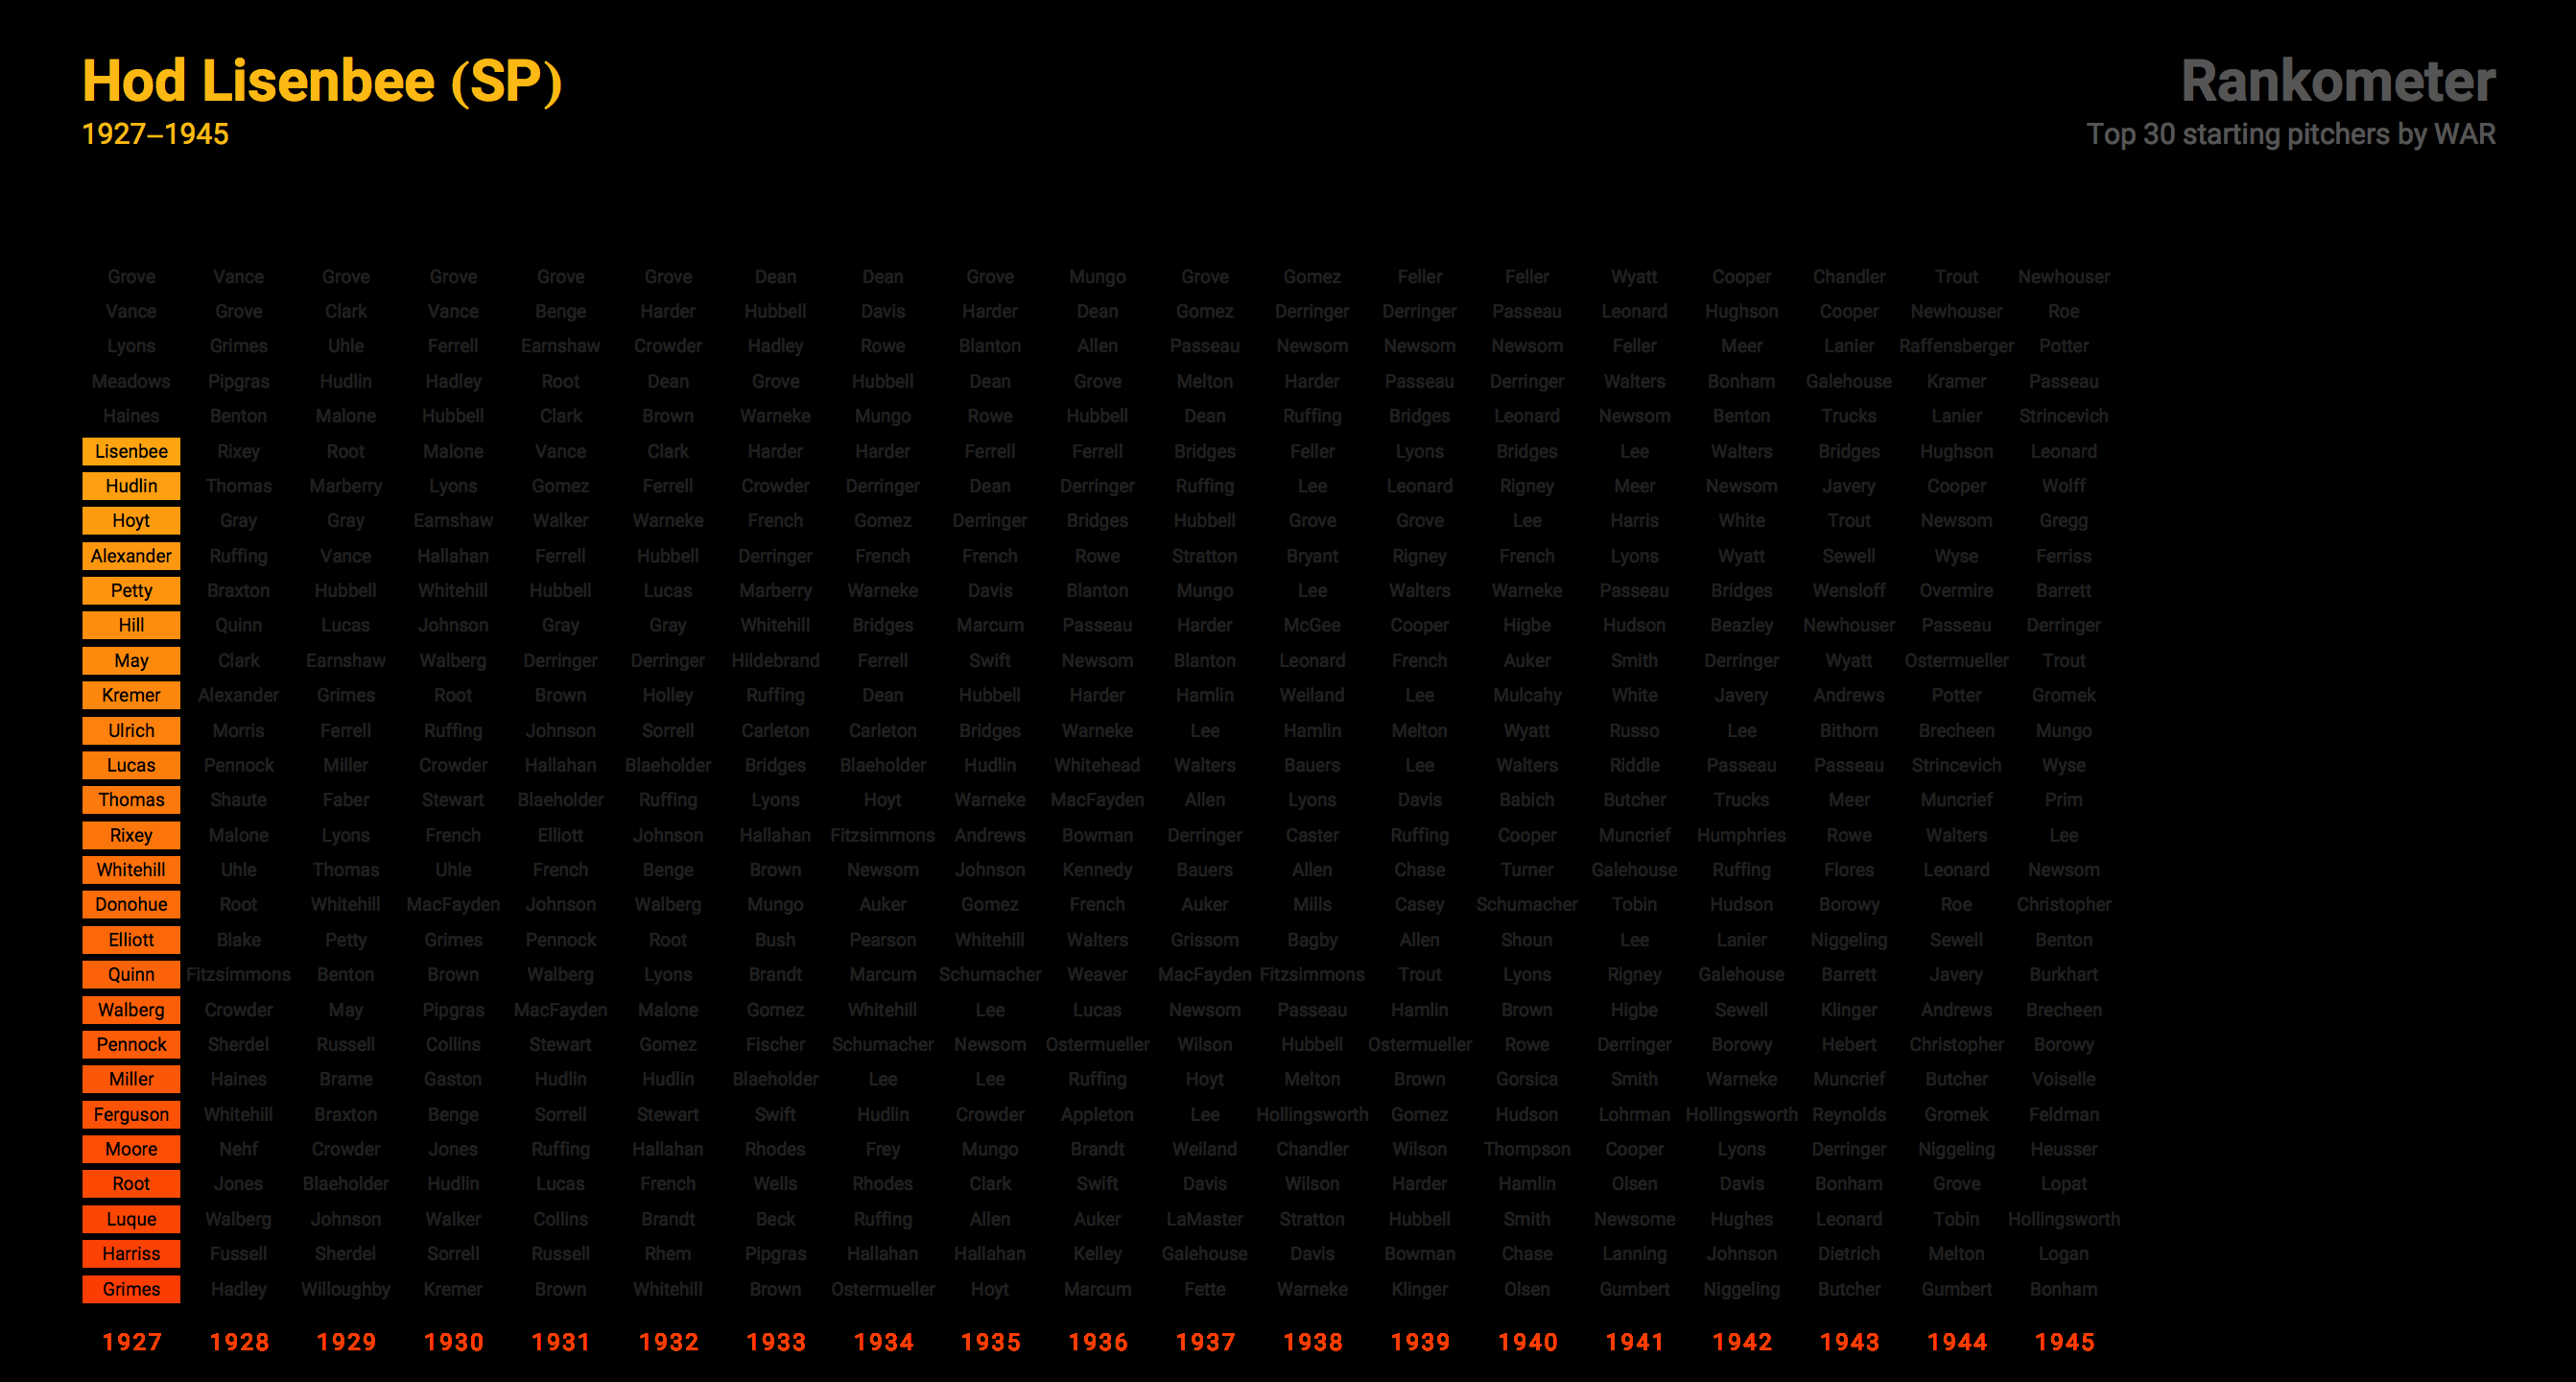 Hod Lisenbee (SP)
1927–1945
Rankometer
Top 30 starting pitchers by WAR
Grove Vance Grove Grove Grove Grove Dean Dean Grove Mungo Grove Gomez Feller Feller Wyatt Cooper Chandler Trout Newhouser
Vance Grove Clark Vance Benge Harder Hubbell Davis Harder Dean Gomez Derringer Derringer Passeau Leonard Hughson Cooper Newhouser Roe
Lyons Grimes Uhle Ferrell Earnshaw Crowder Hadley Rowe Blanton Allen Passeau Newsom Newsom Newsom Feller Meer Lanier Raffensberger Potter
Meadows Pipgras Hudlin Hadley Root Dean Grove Hubbell Dean Grove Melton Harder Passeau Derringer Walters Bonham Galehouse Kramer Passeau
Haines Benton Malone Hubbell Clark Brown Warneke Mungo Rowe Hubbell Dean Ruffing Bridges Leonard Newsom Benton Trucks Lanier Strincevich
Lisenbee Rixey Root Malone Vance Clark Harder Harder Ferrell Ferrell Bridges Feller Lyons Bridges Lee Walters Bridges Hughson Leonard
Hudlin Thomas Marberry Lyons Gomez Ferrell Crowder Derringer Dean Derringer Ruffing Lee Leonard Rigney Meer Newsom Javery Cooper Wolff
Hoyt Gray Gray Earnshaw Walker Warneke French Gomez Derringer Bridges Hubbell Grove Grove Lee Harris White Trout Newsom Gregg
Alexander Ruffing Vance Hallahan Ferrell Hubbell Derringer French French Rowe Stratton Bryant Rigney French Lyons Wyatt Sewell Wyse Ferriss
Petty Braxton Hubbell Whitehill Hubbell Lucas Marberry Warneke Davis Blanton Mungo Lee Walters Warneke Passeau Bridges Wensloff Overmire Barrett
Hill Quinn Lucas Johnson Gray Gray Whitehill Bridges Marcum Passeau Harder McGee Cooper Higbe Hudson Beazley Newhouser Passeau Derringer
May Clark Earnshaw Walberg Derringer Derringer Hildebrand Ferrell Swift Newsom Blanton Leonard French Auker Smith Derringer Wyatt Ostermueller Trout
Kremer Alexander Grimes Root Brown Holley Ruffing Dean Hubbell Harder Hamlin Weiland Lee Mulcahy White Javery Andrews Potter Gromek
Ulrich Morris Ferrell Ruffing Johnson Sorrell Carleton Carleton Bridges Warneke Lee Hamlin Melton Wyatt Russo Lee Bithorn Brecheen Mungo
Lucas Pennock Miller Crowder Hallahan Blaeholder Bridges Blaeholder Hudlin Whitehead Walters Bauers Lee Walters Riddle Passeau Passeau Strincevich Wyse
Thomas Shaute Faber Stewart Blaeholder Ruffing Lyons Hoyt Warneke MacFayden Allen Lyons Davis Babich Butcher Trucks Meer Muncrief Prim
Rixey Malone Lyons French Elliott Johnson Hallahan Fitzsimmons Andrews Bowman Derringer Caster Ruffing Cooper Muncrief Humphries Rowe Walters Lee
Whitehill Uhle Thomas Uhle French Benge Brown Newsom Johnson Kennedy Bauers Allen Chase Turner Galehouse Ruffing Flores Leonard Newsom
Donohue Root Whitehill MacFayden Johnson Walberg Mungo Auker Gomez French Auker Mills Casey Schumacher Tobin Hudson Borowy Roe Christopher
Elliott Blake Petty Grimes Pennock Root Bush Pearson Whitehill Walters Grissom Bagby Allen Shoun Lee Lanier Niggeling Sewell Benton
Quinn Fitzsimmons Benton Brown Walberg Lyons Brandt Marcum Schumacher Weaver MacFayden Fitzsimmons Trout Lyons Rigney Galehouse Barrett Javery Burkhart
Walberg Crowder May Pipgras MacFayden Malone Gomez Whitehill Lee Lucas Newsom Passeau Hamlin Brown Higbe Sewell Klinger Andrews Brecheen
Pennock Sherdel Russell Collins Stewart Gomez Fischer Schumacher Newsom Ostermueller Wilson Hubbell Ostermueller Rowe Derringer Borowy Hebert Christopher Borowy
Miller Haines Brame Gaston Hudlin Hudlin Blaeholder Lee Lee Ruffing Hoyt Melton Brown Gorsica Smith Warneke Muncrief Butcher Voiselle
Ferguson Whitehill Braxton Benge Sorrell Stewart Swift Hudlin Crowder Appleton Lee Hollingsworth Gomez Hudson Lohrman Hollingsworth Reynolds Gromek Feldman
Moore Nehf Crowder Jones Ruffing Hallahan Rhodes Frey Mungo Brandt Weiland Chandler Wilson Thompson Cooper Lyons Derringer Niggeling Heusser
Root Jones Blaeholder Hudlin Lucas French Wells Rhodes Clark Swift Davis Wilson Harder Hamlin Olsen Davis Bonham Grove Lopat
Luque Walberg Johnson Walker Collins Brandt Beck Ruffing Allen Auker LaMaster Stratton Hubbell Smith Newsome Hughes Leonard Tobin Hollingsworth
Harriss Fussell Sherdel Sorrell Russell Rhem Pipgras Hallahan Hallahan Kelley Galehouse Davis Bowman Chase Lanning Johnson Dietrich Melton Logan
Grimes Hadley Willoughby Kremer Brown Whitehill Brown Ostermueller Hoyt Marcum Fette Warneke Klinger Olsen Gumbert Niggeling Butcher Gumbert Bonham
1927 1928 1929 1930 1931 1932 1933 1934 1935 1936 1937 1938 1939 1940 1941 1942 1943 1944 1945